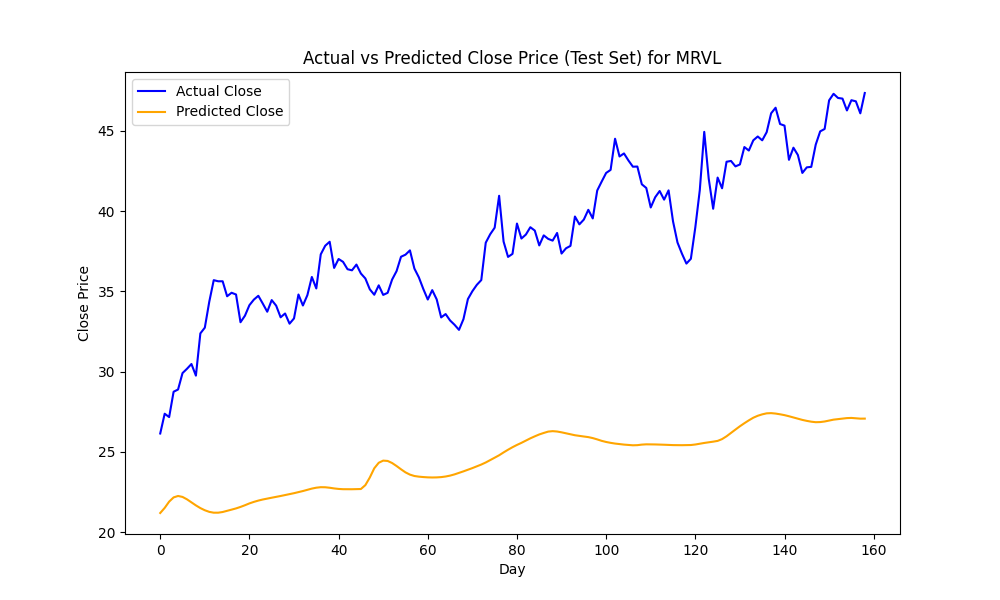 Actual vs Predicted Close Price (Test Set) for MRVL
Actual Close
Predicted Close
Close Price
45
40
35
30
25
20
0 20 40 60 80 100 120 140 160
Day